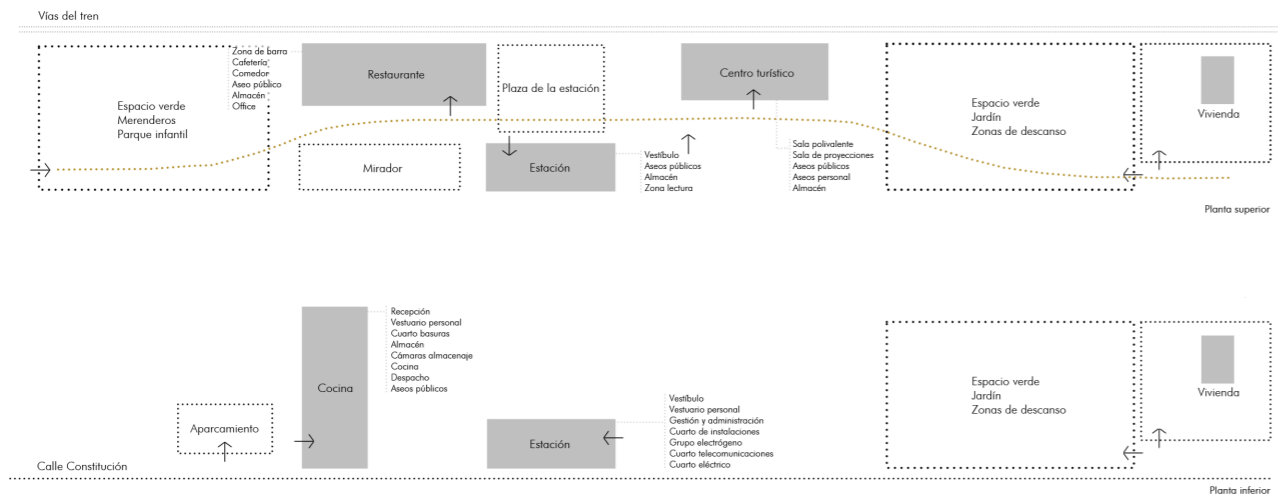 Vías del tren
Zona de barra
Cafetería
Comedor
Aseo público
Almacén
Office
Restaurante
Plaza de la estación
Centro turístico
Espacio verde
Merenderos
Parque infantil
Espacio verde
Jardín
Zonas de descanso
Vivienda
Mirador
Estación
Vestíbulo
Aseos públicos
Almacén
Zona lectura
Sala polivalente
Sala de proyecciones
Aseos públicos
Aseos personal
Almacén
Planta superior
Recepción
Vestuario personal
Cuarto basuras
Almacén
Cámaras almacenaje
Cocina
Despacho
Aseos públicos
Cocina
Aparcamiento
Estación
Vestíbulo
Vestuario personal
Gestión y administración
Cuarto de instalaciones
Grupo electrógeno
Cuarto telecomunicaciones
Cuarto eléctrico
Espacio verde
Jardín
Zonas de descanso
Vivienda
Calle Constitución
Planta inferior